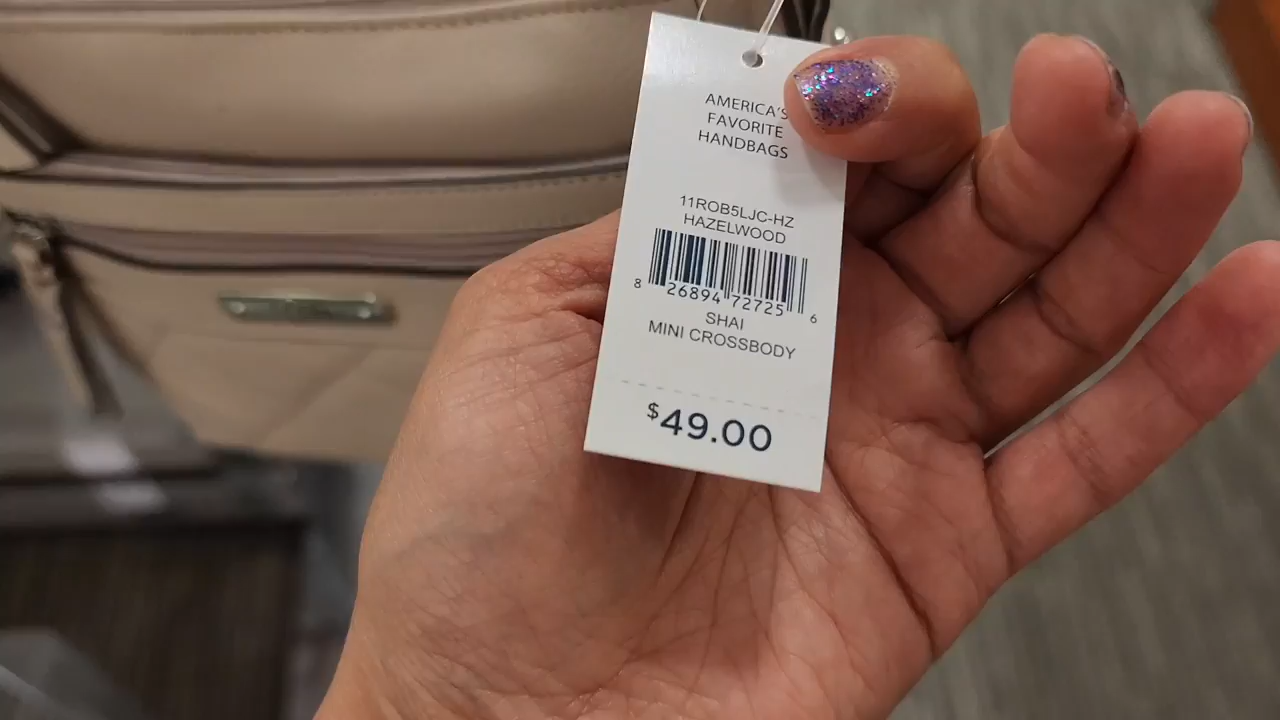 AMERICA'S
FAVORITE
HANDBAGS
11ROB5LJC-HZ
HAZELWOOD
8 26894 72725 6
SHAI
MINI CROSSBODY
$49.00